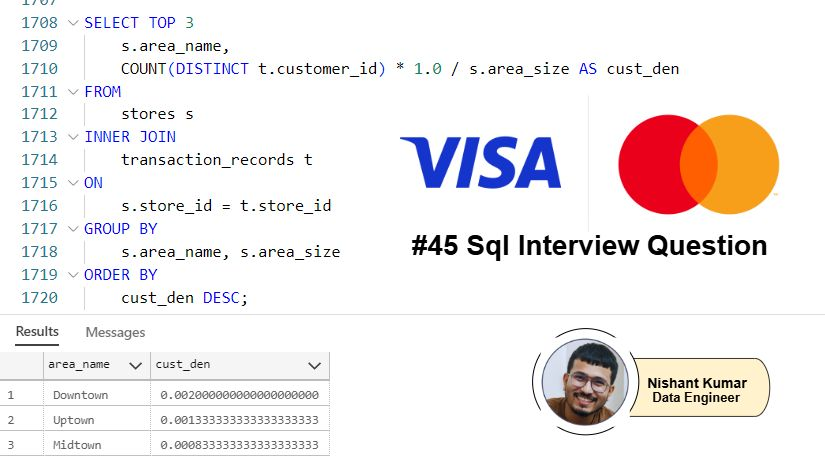 1707
1708 SELECT TOP 3
1709 s.area_name,
1710 COUNT(DISTINCT t.customer_id) * 1.0 / s.area_size AS cust_den
1711 FROM
1712 stores s
1713 INNER JOIN
1714 transaction_records t
1715 ON
1716 s.store_id = t.store_id
1717 GROUP BY
1718 s.area_name, s.area_size
1719 ORDER BY
1720 cust_den DESC;
VISA
#45 Sql Interview Question
Results Messages
area_name cust_den
1 Downtown 0.002000000000000000000
2 Uptown 0.001333333333333333333
3 Midtown 0.000833333333333333333
Nishant Kumar
Data Engineer